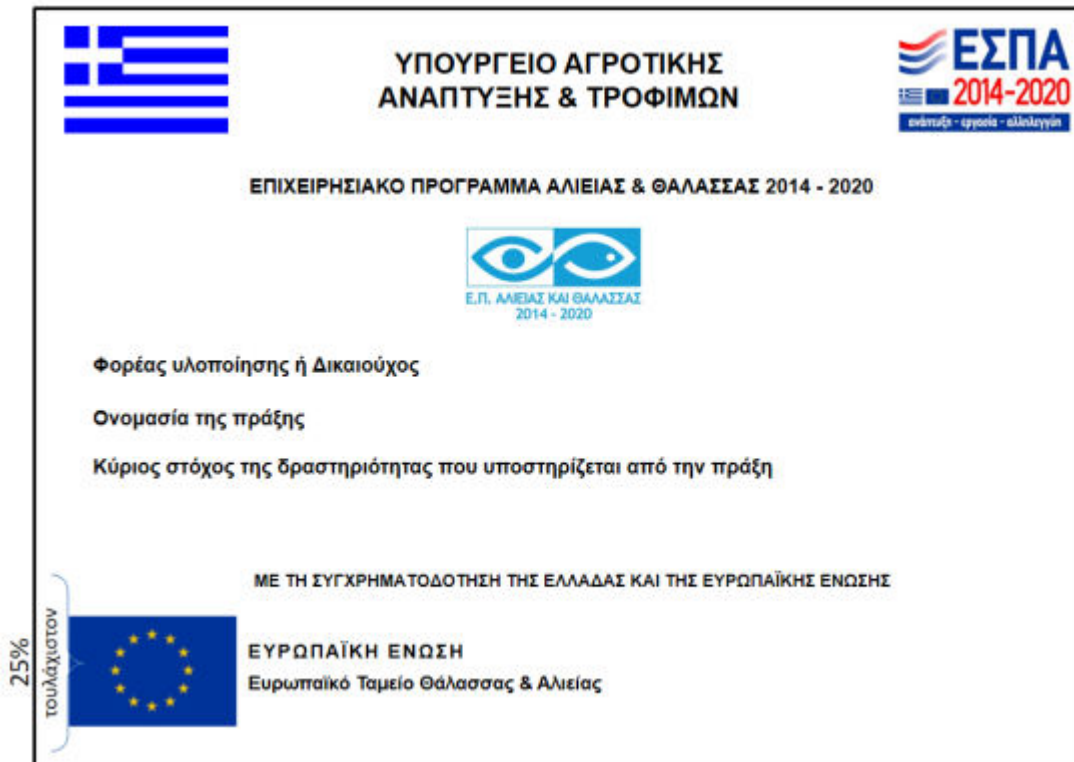 ΥΠΟΥΡΓΕΙΟ ΑΓΡΟΤΙΚΗΣ
ΑΝΑΠΤΥΞΗΣ & ΤΡΟΦΙΜΩΝ
ΕΣΠΑ
2014-2020
ανάπτυξη - εργασία - αλληλεγγύη
ΕΠΙΧΕΙΡΗΣΙΑΚΟ ΠΡΟΓΡΑΜΜΑ ΑΛΙΕΙΑΣ & ΘΑΛΑΣΣΑΣ 2014 - 2020
Ε.Π. ΑΛΙΕΙΑΣ ΚΑΙ ΘΑΛΑΣΣΑΣ
2014 - 2020
Φορέας υλοποίησης ή Δικαιούχος
Ονομασία της πράξης
Κύριος στόχος της δραστηριότητας που υποστηρίζεται από την πράξη
ΜΕ ΤΗ ΣΥΓΧΡΗΜΑΤΟΔΟΤΗΣΗ ΤΗΣ ΕΛΛΑΔΑΣ ΚΑΙ ΤΗΣ ΕΥΡΩΠΑΪΚΗΣ ΕΝΩΣΗΣ
25%
τουλάχιστον
ΕΥΡΩΠΑΪΚΗ ΕΝΩΣΗ
Ευρωπαϊκό Ταμείο Θάλασσας & Αλιείας